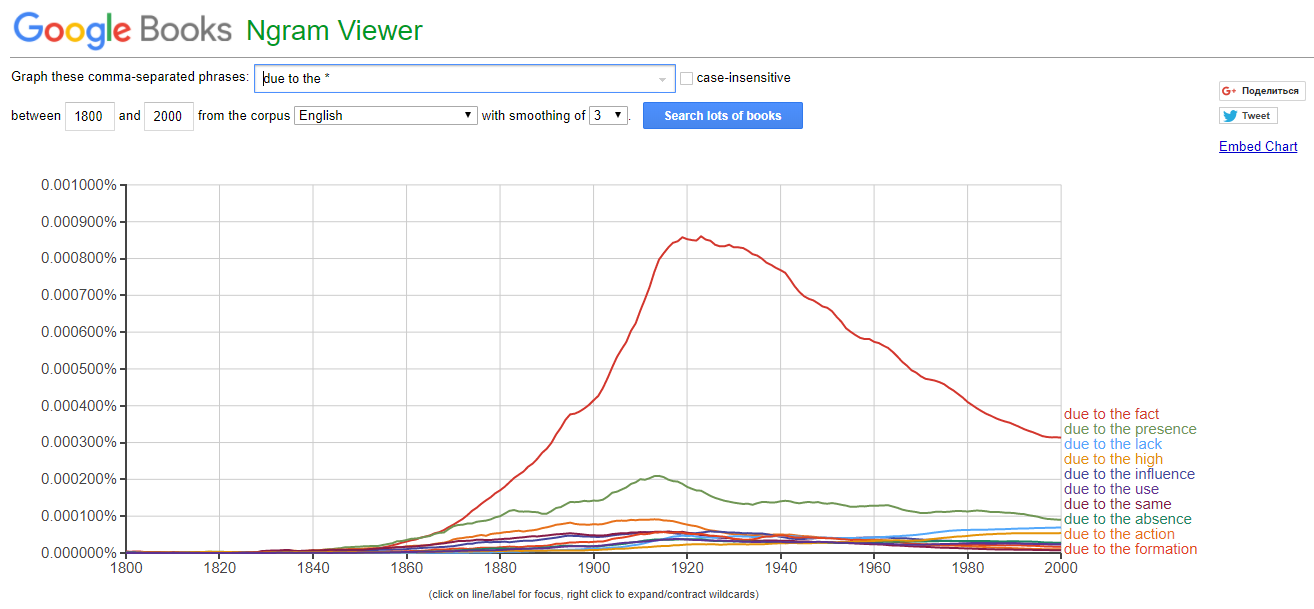 Google Books Ngram Viewer
Graph these comma-separated phrases: due to the * case-insensitive
between 1800 and 2000 from the corpus English with smoothing of 3 . Search lots of books
G+ Поделиться
Tweet
Embed Chart
0.001000%
0.000900%
0.000800%
0.000700%
0.000600%
0.000500%
0.000400%
0.000300%
0.000200%
0.000100%
0.000000%
due to the fact
due to the presence
due to the lack
due to the high
due to the influence
due to the use
due to the same
due to the absence
due to the action
due to the formation
1800 1820 1840 1860 1880 1900 1920 1940 1960 1980 2000
(click on line/label for focus, right click to expand/contract wildcards)